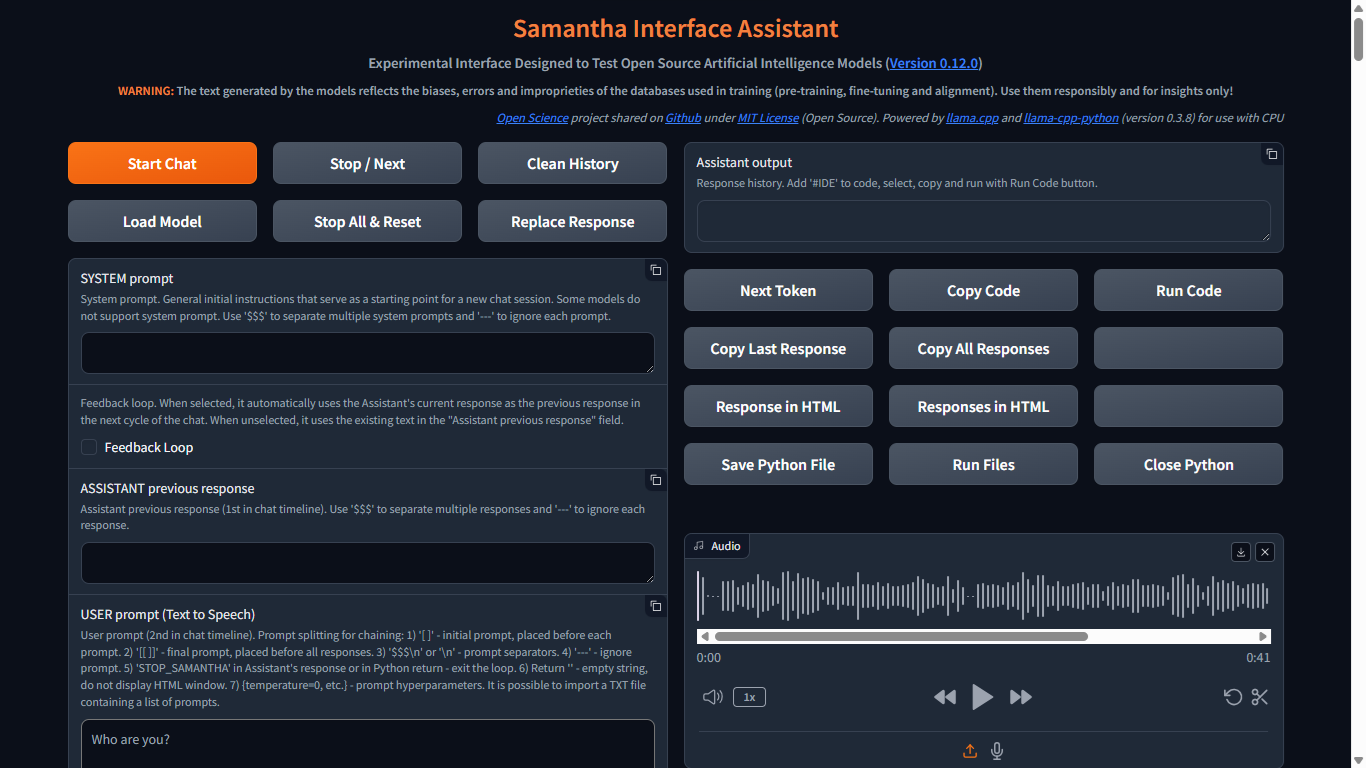 Samantha Interface Assistant
Experimental Interface Designed to Test Open Source Artificial Intelligence Models (Version 0.12.0)
WARNING: The text generated by the models reflects the biases, errors and improprieties of the databases used in training (pre-training, fine-tuning and alignment). Use them responsibly and for insights only!
Open Science project shared on Github under MIT License (Open Source). Powered by llama.cpp and llama-cpp-python (version 0.3.8) for use with CPU
Start Chat
Stop / Next
Clean History
Load Model
Stop All & Reset
Replace Response
SYSTEM prompt
System prompt. General initial instructions that serve as a starting point for a new chat session. Some models do
not support system prompt. Use '$$$' to separate multiple system prompts and '---' to ignore each prompt.
Feedback loop. When selected, it automatically uses the Assistant's current response as the previous response in
the next cycle of the chat. When unselected, it uses the existing text in the "Assistant previous response" field.
Feedback Loop
ASSISTANT previous response
Assistant previous response (1st in chat timeline). Use '$$$' to separate multiple responses and '---' to ignore each
response.
USER prompt (Text to Speech)
User prompt (2nd in chat timeline). Prompt splitting for chaining: 1) '[ ]' - initial prompt, placed before each
prompt. 2) '[[ ]]' - final prompt, placed before all responses. 3) '$$$\n' or '\n' - prompt separators. 4) '---' - ignore
prompt. 5) 'STOP_SAMANTHA' in Assistant's response or in Python return - exit the loop. 6) Return '' - empty string,
do not display HTML window. 7) {temperature=0, etc.} - prompt hyperparameters. It is possible to import a TXT file
containing a list of prompts.
Who are you?
Assistant output
Response history. Add '#IDE' to code, select, copy and run with Run Code button.
Next Token
Copy Code
Run Code
Copy Last Response
Copy All Responses
Response in HTML
Responses in HTML
Save Python File
Run Files
Close Python
Audio
0:00
0:41
1x